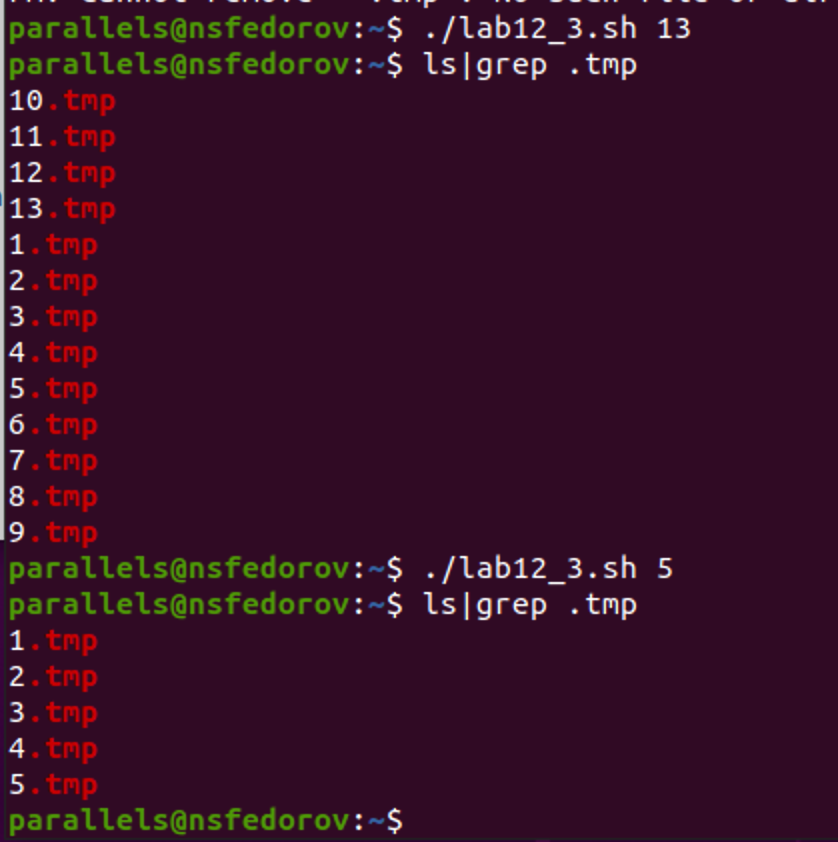 parallels@nsfedorov:~$ ./lab12_3.sh 13
parallels@nsfedorov:~$ ls|grep .tmp
10.tmp
11.tmp
12.tmp
13.tmp
1.tmp
2.tmp
3.tmp
4.tmp
5.tmp
6.tmp
7.tmp
8.tmp
9.tmp
parallels@nsfedorov:~$ ./lab12_3.sh 5
parallels@nsfedorov:~$ ls|grep .tmp
1.tmp
2.tmp
3.tmp
4.tmp
5.tmp
parallels@nsfedorov:~$